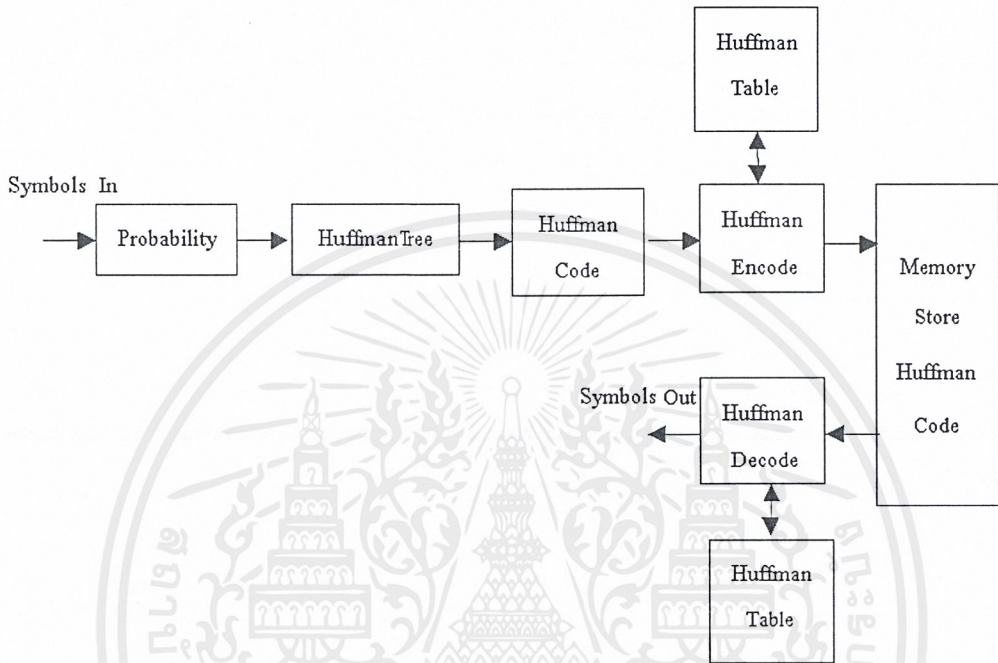 Huffman
Table
Symbols In
Probability
HuffmanTree
Huffman
Code
Huffman
Encode
Memory
Store
Huffman
Code
Symbols Out
Huffman
Decode
Huffman
Table